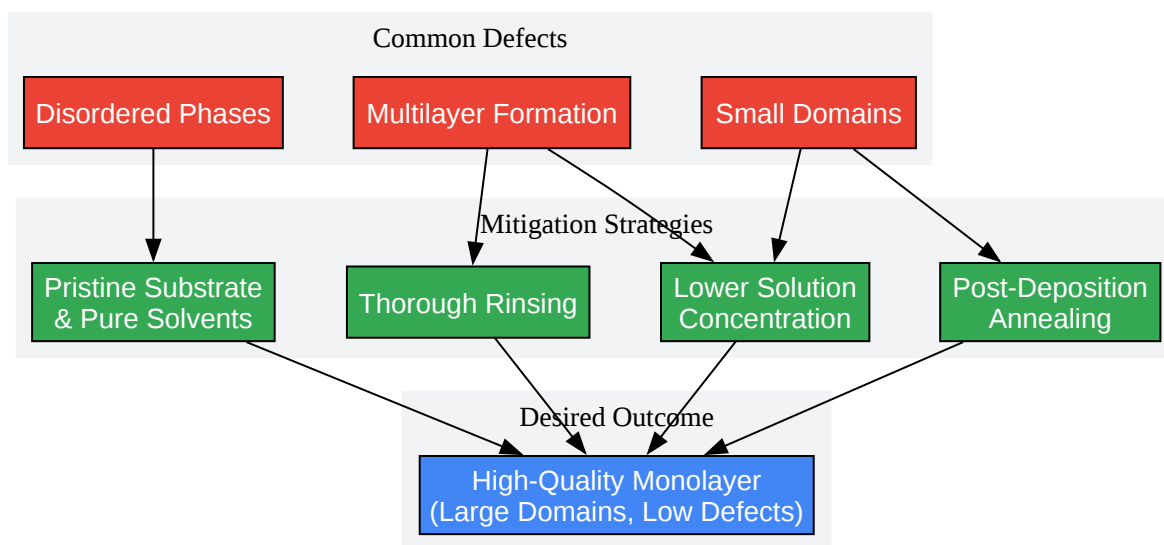 Common Defects
Disordered Phases
Multilayer Formation
Small Domains
Mitigation Strategies
Pristine Substrate
& Pure Solvents
Thorough Rinsing
Lower Solution
Concentration
Post-Deposition
Annealing
Desired Outcome
High-Quality Monolayer
(Large Domains, Low Defects)